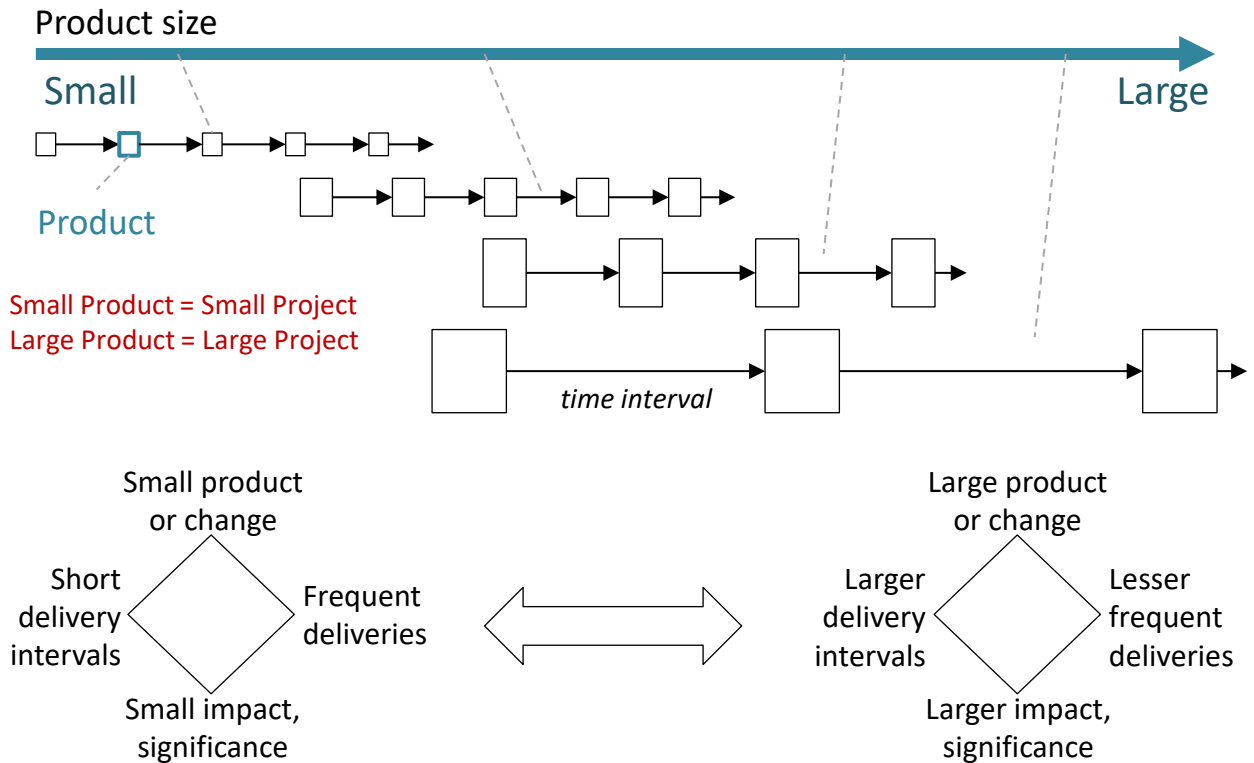 Product size
Small
Large
Product
Small Product = Small Project
Large Product = Large Project
time interval
Small product
or change
Short
delivery
intervals
Frequent
deliveries
Small impact,
significance
Large product
or change
Larger
delivery
intervals
Lesser
frequent
deliveries
Larger impact,
significance